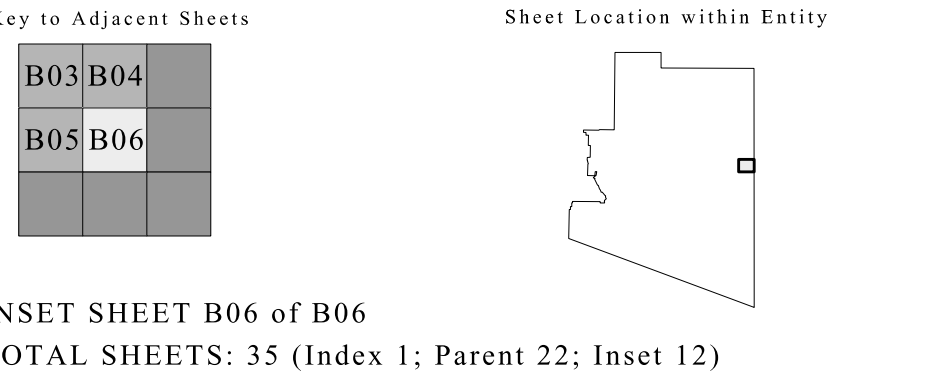 Key to Adjacent Sheets
Sheet Location within Entity
B03 B04
B05 B06
NSET SHEET B06 of B06
OTAL SHEETS: 35 (Index 1; Parent 22; Inset 12)